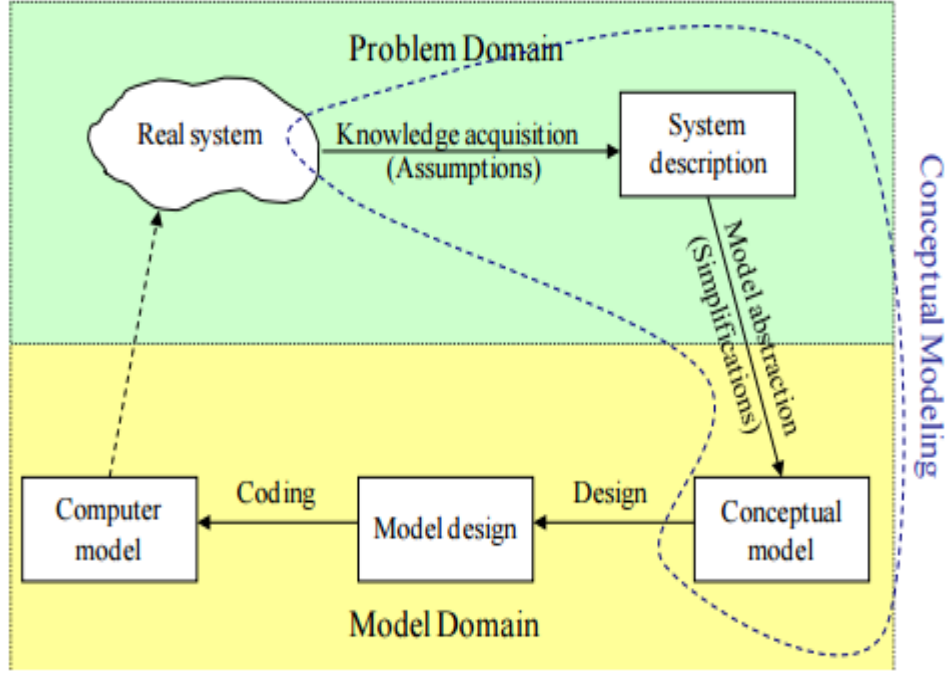 Problem Domain
Real system
Knowledge acquisition
(Assumptions)
System
description
Model abstraction
(Simplifications)
Conceptual Modeling
Computer
model
Coding
Model design
Design
Conceptual
model
Model Domain